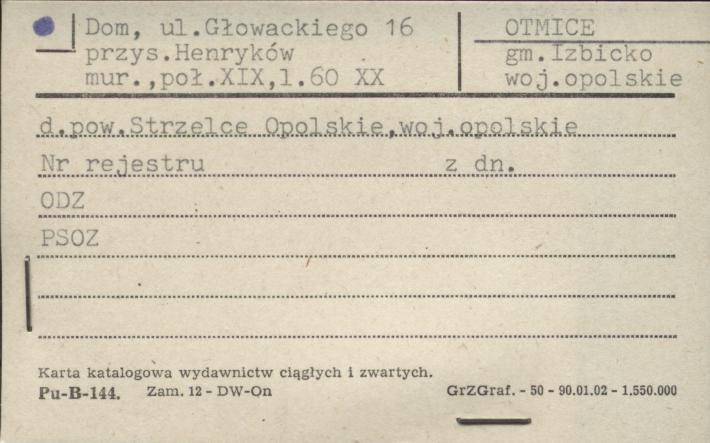 Dom, ul.Głowackiego 16
przys.Henryków
mur.,poł.XIX,l.60 XX
OTMICE
gm.Izbicko
woj.opolskie
d.pow.Strzelce Opolskie,woj.opolskie
Nr rejestru z dn.
ODZ
PSOZ
Karta katalogowa wydawnictw ciągłych i zwartych.
Pu-B-144. Zam. 12 - DW-On GrZGraf. - 50 - 90.01.02 - 1.550.000